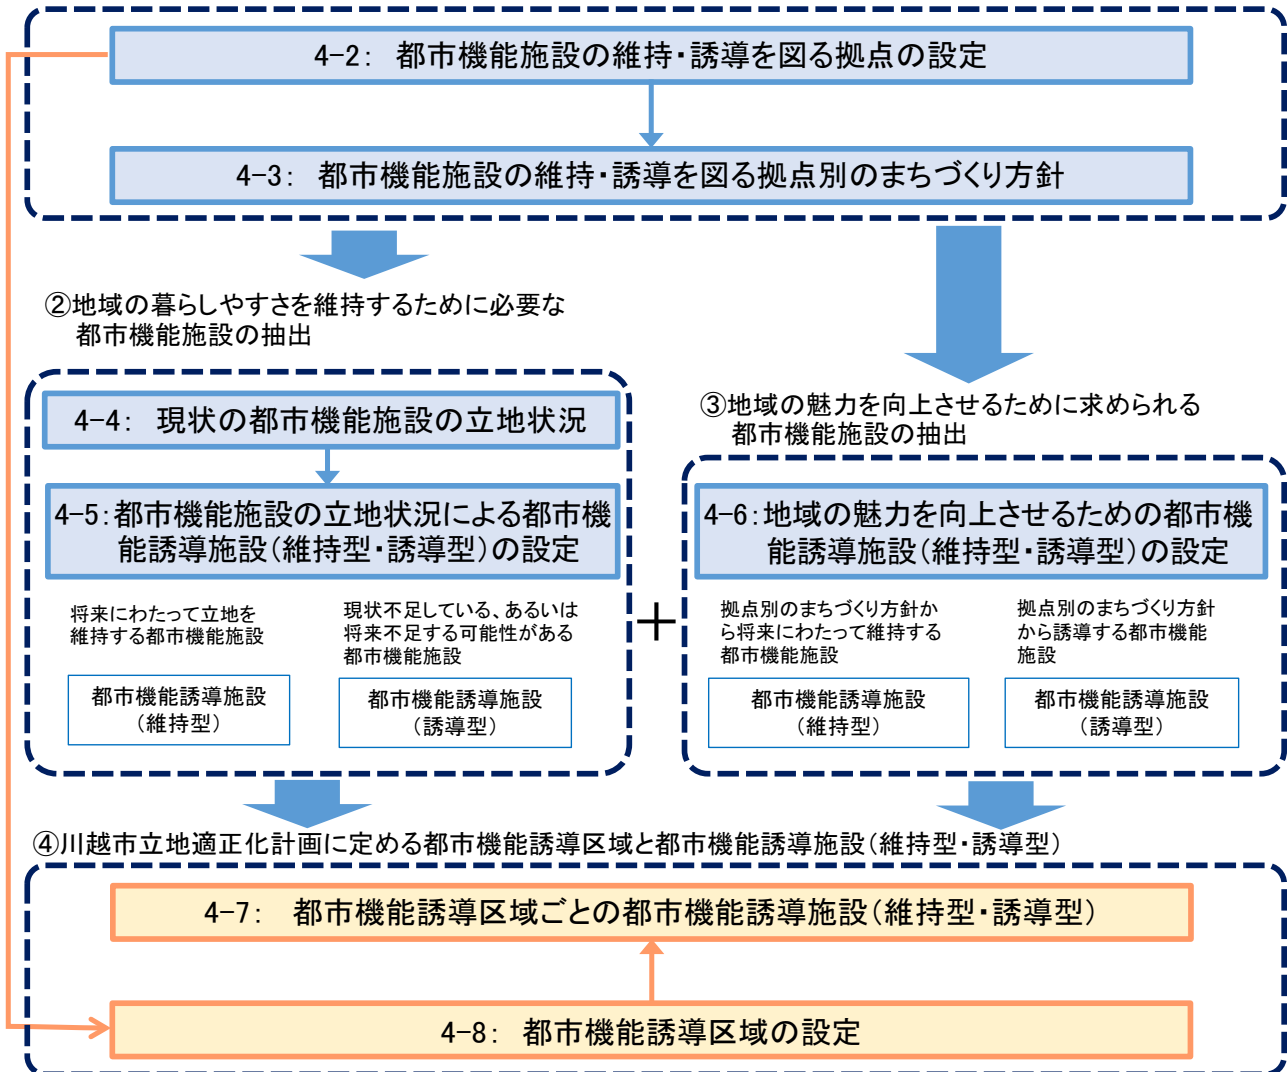 4-2： 都市機能施設の維持・誘導を図る拠点の設定
4-3： 都市機能施設の維持・誘導を図る拠点別のまちづくり方針
②地域の暮らしやすさを維持するために必要な
都市機能施設の抽出
4-4： 現状の都市機能施設の立地状況
4-5：都市機能施設の立地状況による都市機
能誘導施設（維持型・誘導型）の設定
将来にわたって立地を
維持する都市機能施設
現状不足している、あるいは
将来不足する可能性がある
都市機能施設
都市機能誘導施設
（維持型）
都市機能誘導施設
（誘導型）
＋
③地域の魅力を向上させるために求められる
都市機能施設の抽出
4-6：地域の魅力を向上させるための都市機
能誘導施設（維持型・誘導型）の設定
拠点別のまちづくり方針か
ら将来にわたって維持する
都市機能施設
拠点別のまちづくり方針
から誘導する都市機能
施設
都市機能誘導施設
（維持型）
都市機能誘導施設
（誘導型）
④川越市立地適正化計画に定める都市機能誘導区域と都市機能誘導施設（維持型・誘導型）
4-7： 都市機能誘導区域ごとの都市機能誘導施設（維持型・誘導型）
4-8： 都市機能誘導区域の設定